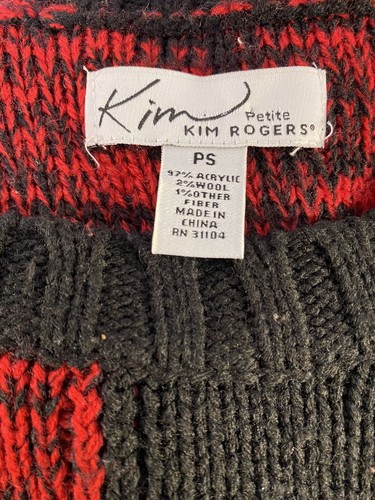 Kim
Petite
KIM ROGERS®
PS
97% ACRYLIC
2% WOOL
1% OTHER
FIBER
MADE IN
CHINA
RN 31104